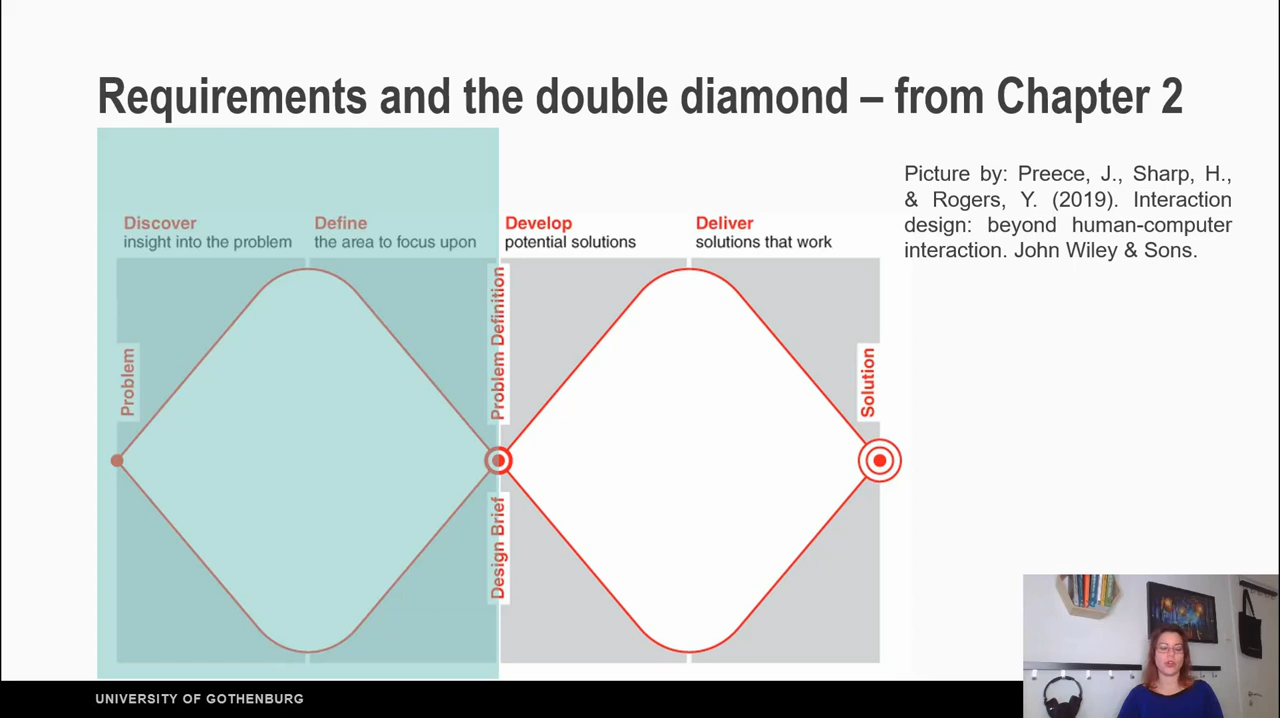 Requirements and the double diamond – from Chapter 2
Picture by: Preece, J., Sharp, H.,
& Rogers, Y. (2019). Interaction
design: beyond human-computer
interaction. John Wiley & Sons.
Discover
insight into the problem
Define
the area to focus upon
Develop
potential solutions
Deliver
solutions that work
Problem
Problem Definition
Design Brief
Solution
UNIVERSITY OF GOTHENBURG